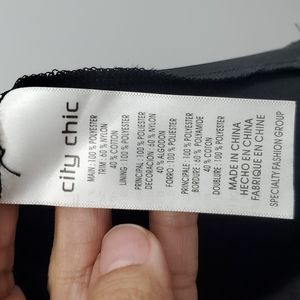 city chic
MAIN: 100 % POLYESTER
TRIM: 60 % NYLON
40 % COTTON
LINING: 100 % POLYESTER
PRINCIPAL: 100 % POLYESTER
DECORACION: 60 % NYLON
40 % ALGODON
FORRO: 100 % POLYESTER
PRINCIPALE: 100 % POLYESTER
BORDURE: 60 % POLYAMIDE
40 % COTON
DOUBLURE: 100 % POLYESTER
MADE IN CHINA
HECHO EN CHINA
FABRIQUE EN CHINE
SPECIALTY FASHION GROUP